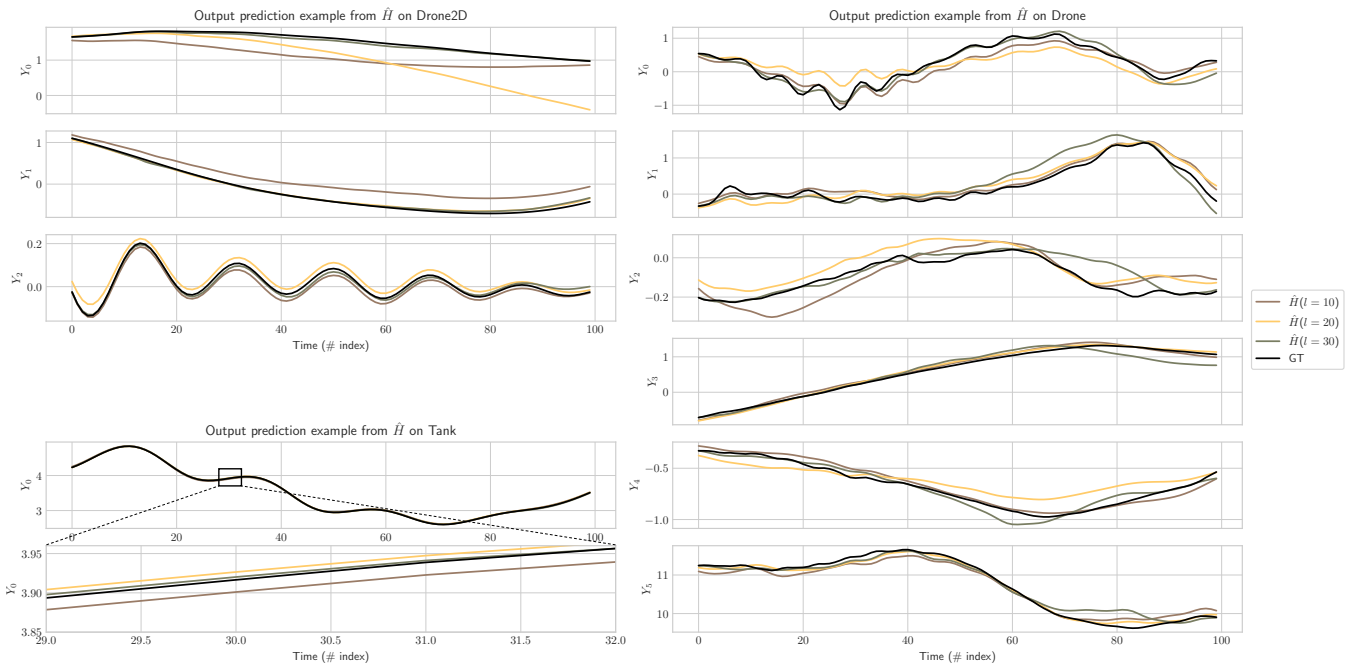 Output prediction example from Ĥ on Drone2D
Y₀
1
0
Y₁
1
0
Y₂
0.2
0.0
0
20
40
60
80
100
Time (# index)
Output prediction example from Ĥ on Tank
Y₀
4
3
0
20
40
60
80
100
Y₀
3.95
3.90
3.85
29.0
29.5
30.0
30.5
31.0
31.5
32.0
Time (# index)
Output prediction example from Ĥ on Drone
Y₀
1
0
−1
Y₁
1
0
Y₂
0.0
−0.2
Y₃
1
0
Y₄
−0.5
−1.0
Y₅
11
10
0
20
40
60
80
100
Time (# index)
Ĥ(l = 10)
Ĥ(l = 20)
Ĥ(l = 30)
GT